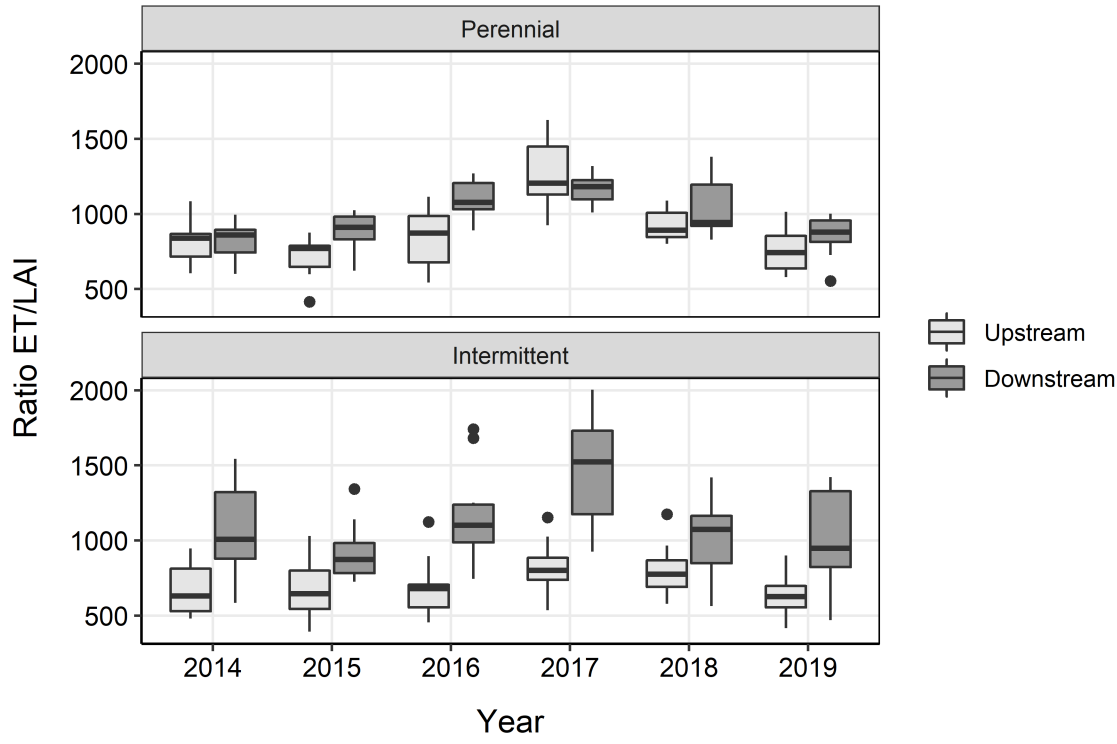 Perennial
2000
1500
1000
500
Intermittent
2000
1500
1000
500
2014 2015 2016 2017 2018 2019
Year
Ratio ET/LAI
Upstream
Downstream